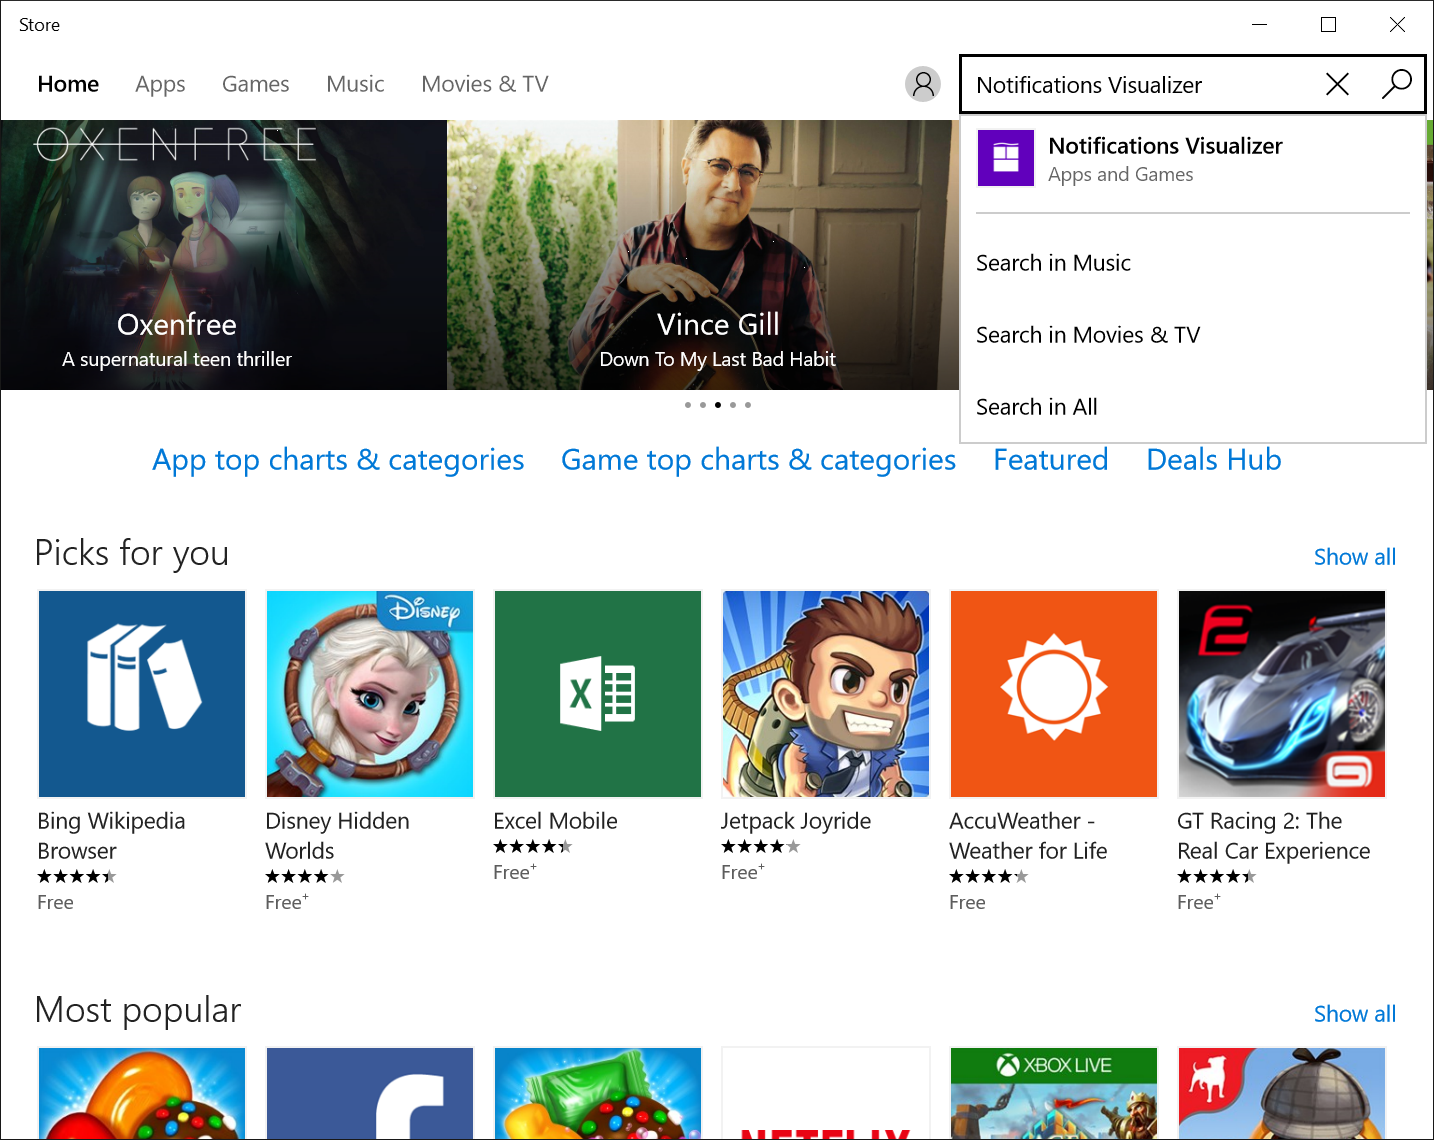 Store
Home Apps Games Music Movies & TV
Notifications Visualizer
Notifications Visualizer
Apps and Games
Search in Music
Search in Movies & TV
Search in All
OXENFREE
Oxenfree
A supernatural teen thriller
Vince Gill
Down To My Last Bad Habit
App top charts & categories Game top charts & categories Featured Deals Hub
Picks for you
Show all
Disney
X
2
G
Bing Wikipedia
Browser
Free
Disney Hidden
Worlds
Free+
Excel Mobile
Free+
Jetpack Joyride
Free+
AccuWeather -
Weather for Life
Free
GT Racing 2: The
Real Car Experience
Free+
Most popular
Show all
f
NETFLIX
XBOX LIVE